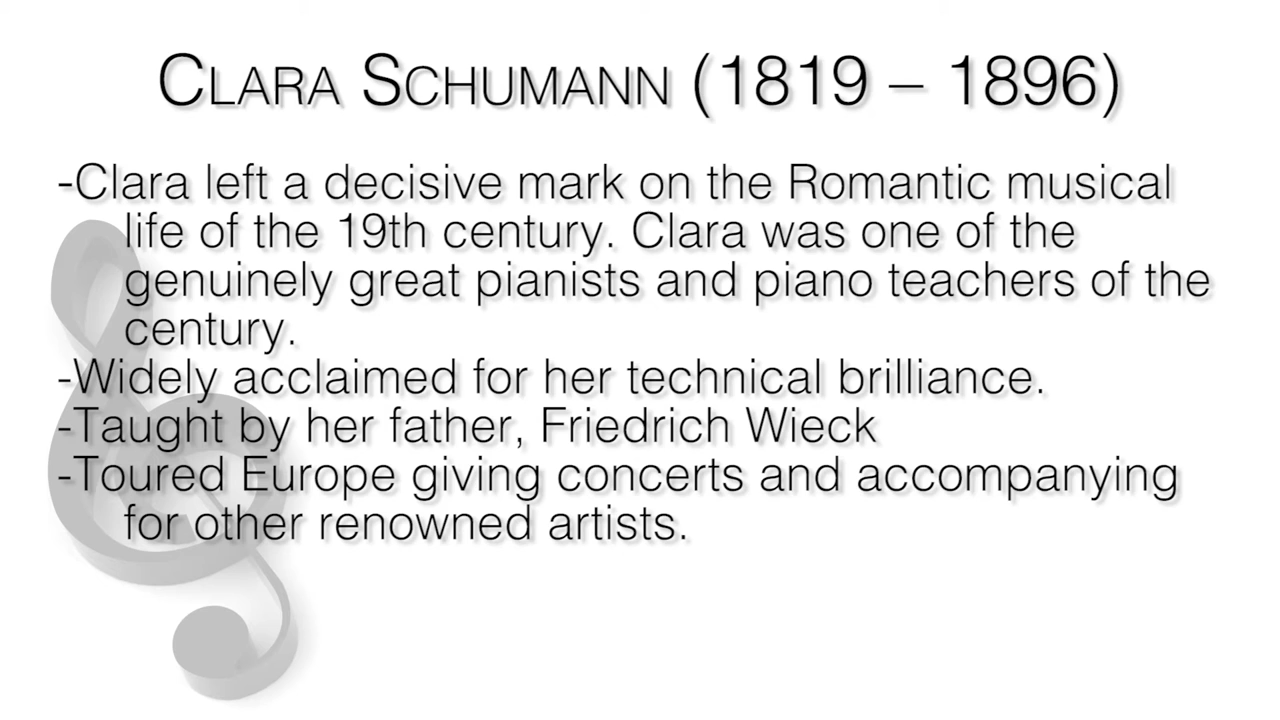 Clara Schumann (1819 – 1896)
-Clara left a decisive mark on the Romantic musical
life of the 19th century. Clara was one of the
genuinely great pianists and piano teachers of the
century.
-Widely acclaimed for her technical brilliance.
-Taught by her father, Friedrich Wieck
-Toured Europe giving concerts and accompanying
for other renowned artists.